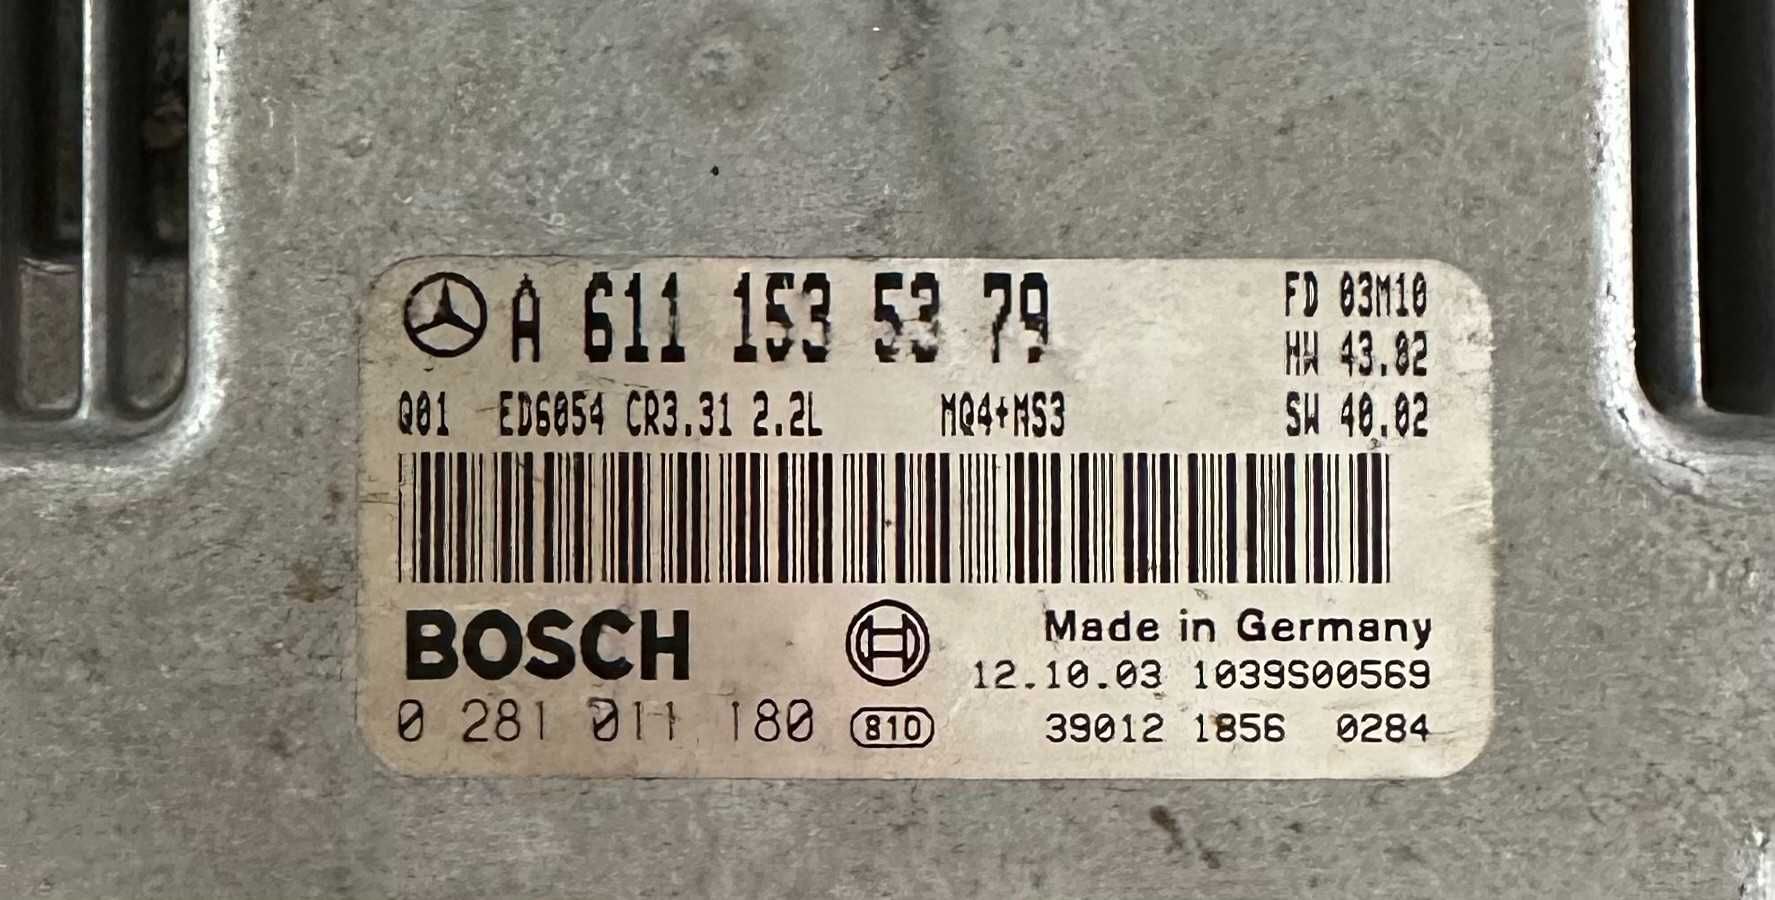 A 611 153 53 79
FD 03M10
HW 43.02
Q01 ED6054 CR3.31 2.2L MQ4+MS3 SW 40.02
BOSCH
Made in Germany
12.10.03 1039S00569
0 281 011 180 810 39012 1856 0284